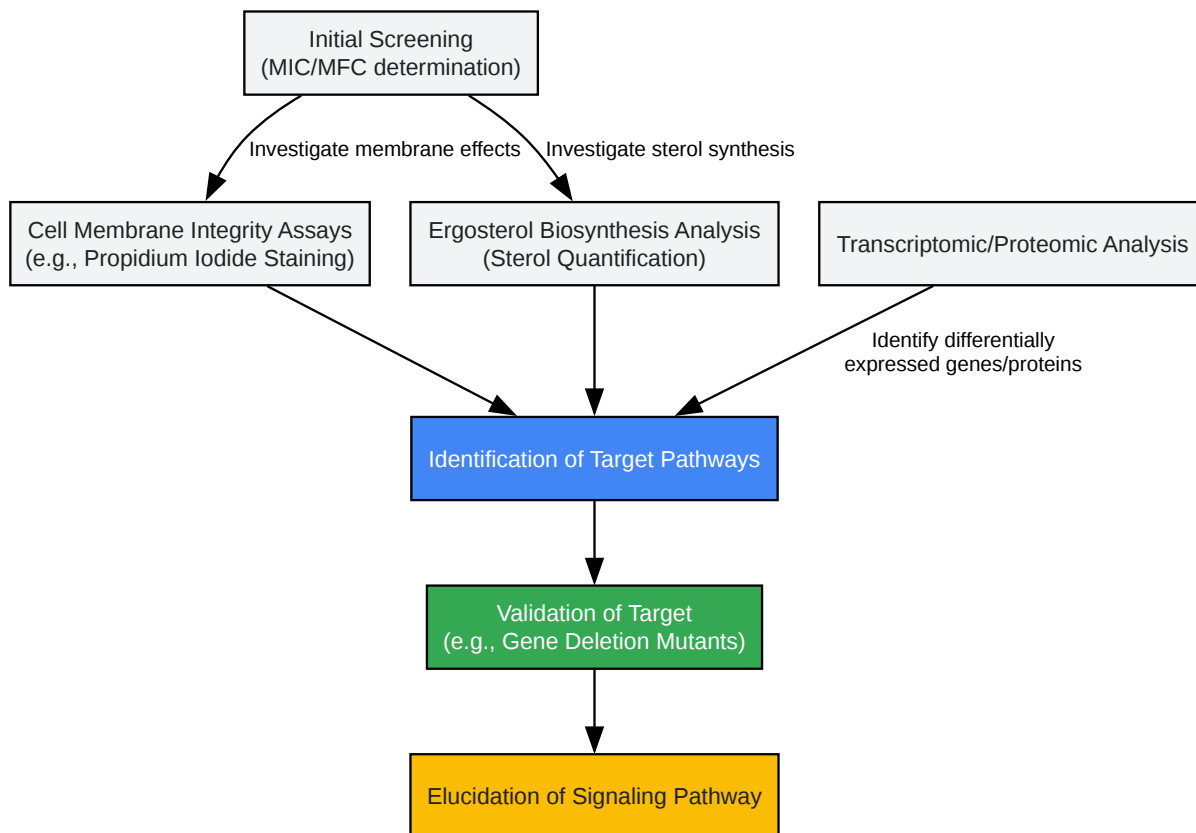 Initial Screening
(MIC/MFC determination)
Investigate membrane effects
Investigate sterol synthesis
Cell Membrane Integrity Assays
(e.g., Propidium Iodide Staining)
Ergosterol Biosynthesis Analysis
(Sterol Quantification)
Transcriptomic/Proteomic Analysis
Identify differentially
expressed genes/proteins
Identification of Target Pathways
Validation of Target
(e.g., Gene Deletion Mutants)
Elucidation of Signaling Pathway